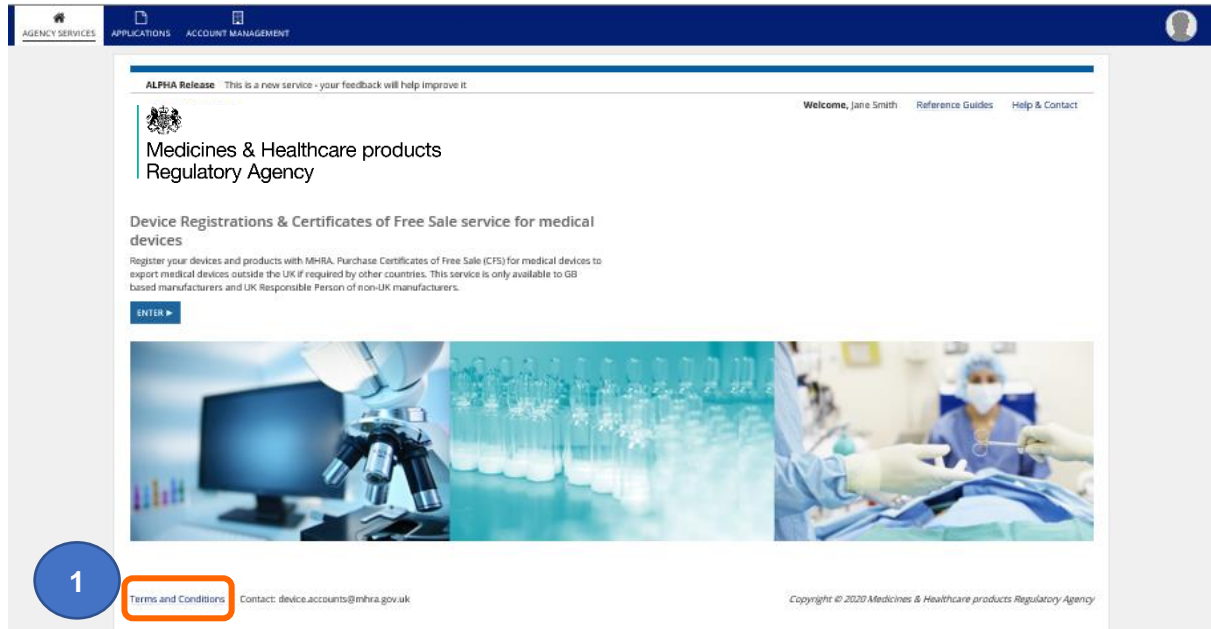 AGENCY SERVICES APPLICATIONS ACCOUNT MANAGEMENT
ALPHA Release This is a new service - your feedback will help improve it
Welcome, Jane Smith Reference Guides Help & Contact
Medicines & Healthcare products
Regulatory Agency
Device Registrations & Certificates of Free Sale service for medical
devices
Register your devices and products with MHRA. Purchase Certificates of Free Sale (CFS) for medical devices to
export medical devices outside the UK if required by other countries. This service is only available to GB
based manufacturers and UK Responsible Person of non-UK manufacturers.
ENTER ►
1
Terms and Conditions Contact: device.accounts@mhra.gov.uk Copyright © 2020 Medicines & Healthcare products Regulatory Agency